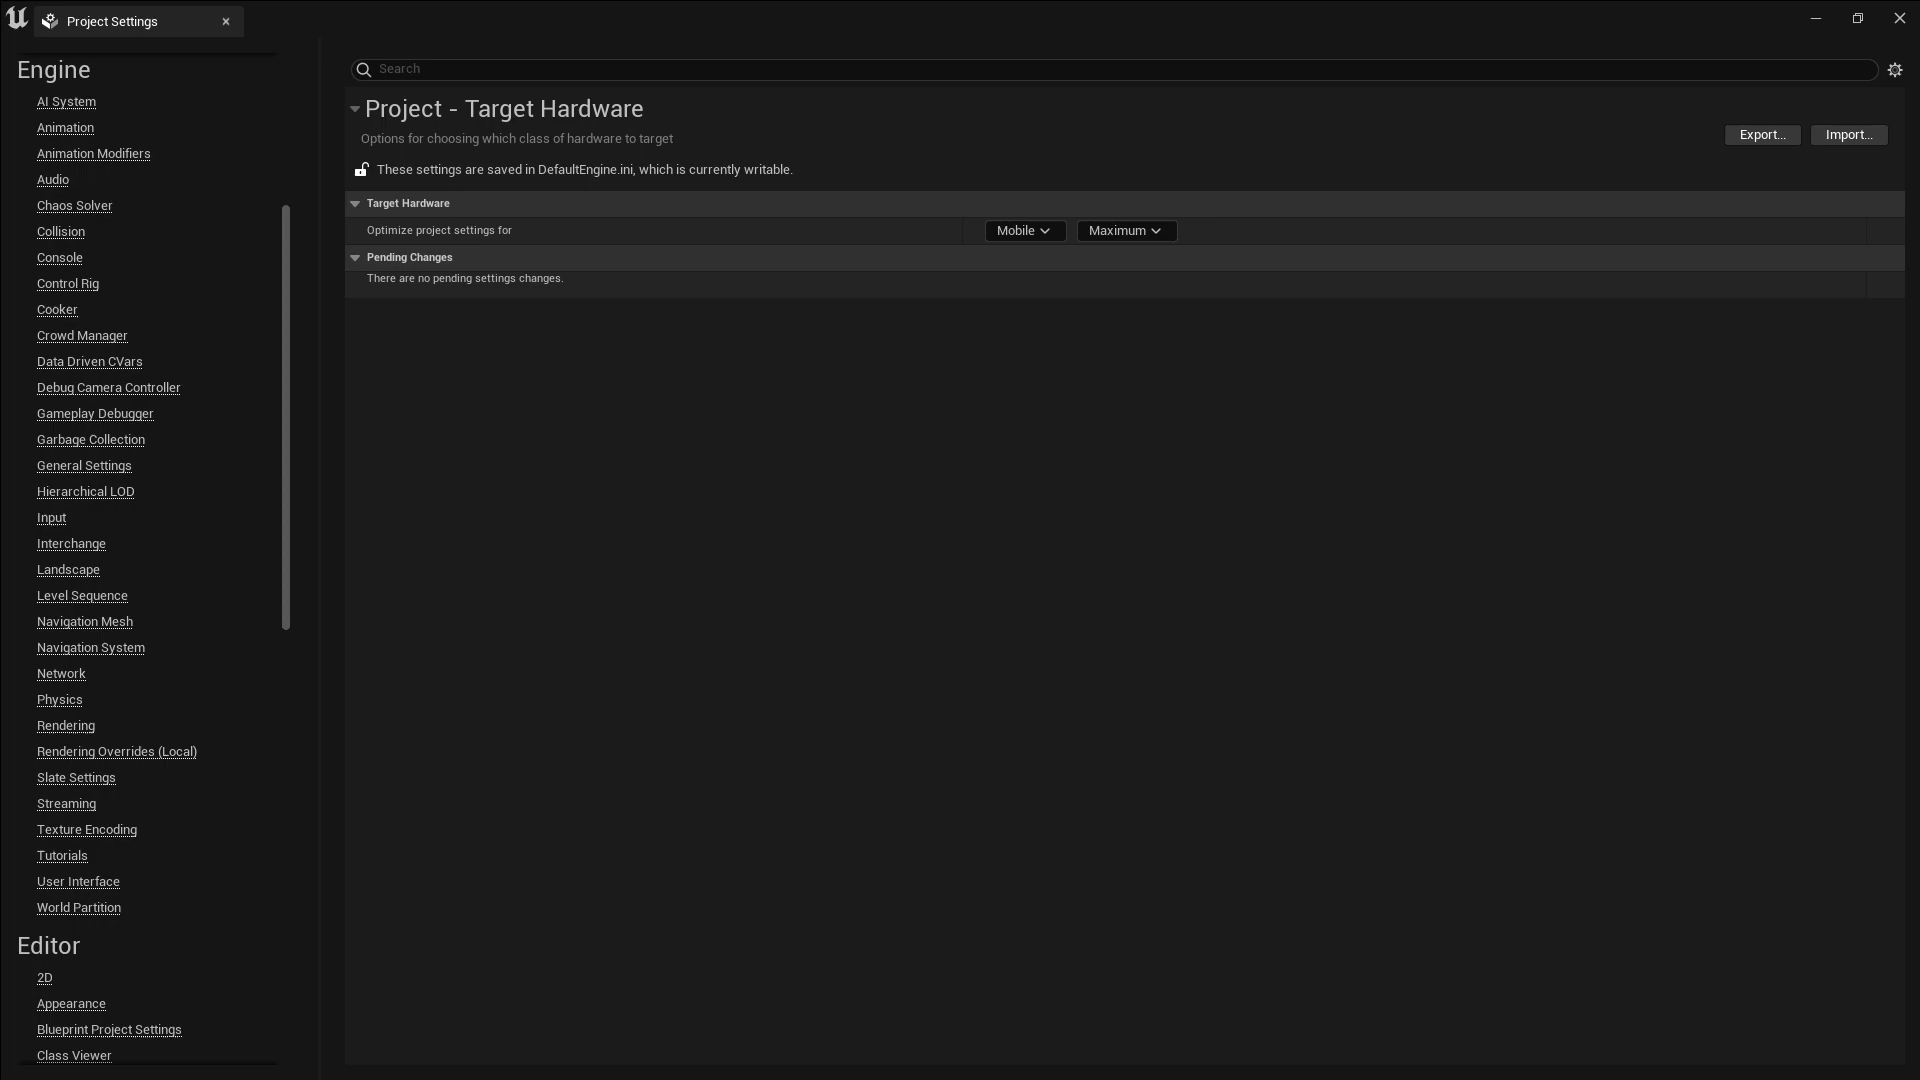 Project Settings
Engine
AI System
Animation
Animation Modifiers
Audio
Chaos Solver
Collision
Console
Control Rig
Cooker
Crowd Manager
Data Driven CVars
Debug Camera Controller
Gameplay Debugger
Garbage Collection
General Settings
Hierarchical LOD
Input
Interchange
Landscape
Level Sequence
Navigation Mesh
Navigation System
Network
Physics
Rendering
Rendering Overrides (Local)
Slate Settings
Streaming
Texture Encoding
Tutorials
User Interface
World Partition
Editor
2D
Appearance
Blueprint Project Settings
Class Viewer
Search
Project - Target Hardware
Options for choosing which class of hardware to target
Export...
Import...
These settings are saved in DefaultEngine.ini, which is currently writable.
Target Hardware
Optimize project settings for
Mobile
Maximum
Pending Changes
There are no pending settings changes.